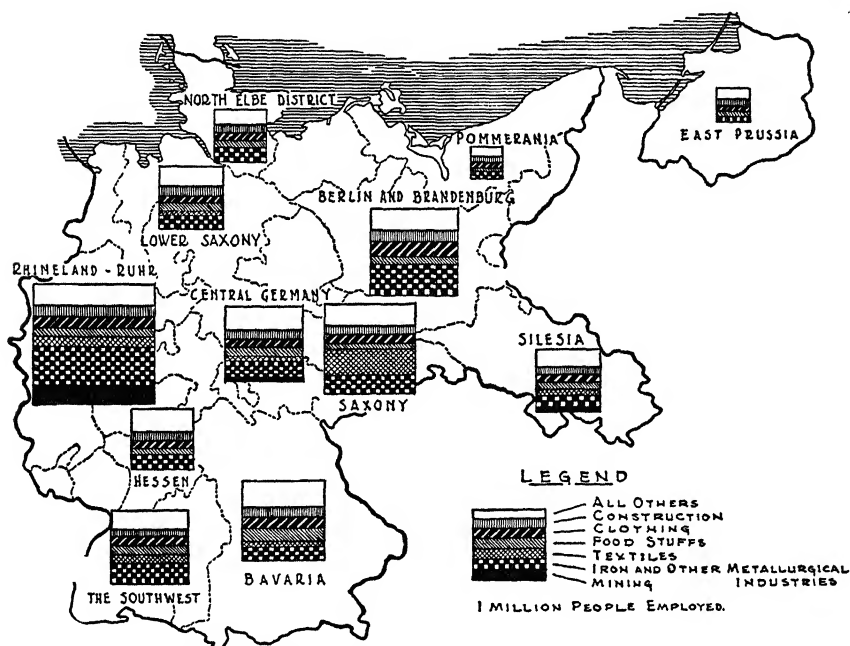 NORTH ELBE DISTRICT
POMMERANIA
EAST PRUSSIA
BERLIN AND BRANDENBURG
LOWER SAXONY
RHINELAND - RUHR
CENTRAL GERMANY
SILESIA
SAXONY
HESSEN
THE SOUTHWEST
BAVARIA
LEGEND
ALL OTHERS
CONSTRUCTION
CLOTHING
FOOD STUFFS
TEXTILES
IRON AND OTHER METALLURGICAL
MINING INDUSTRIES
1 MILLION PEOPLE EMPLOYED.